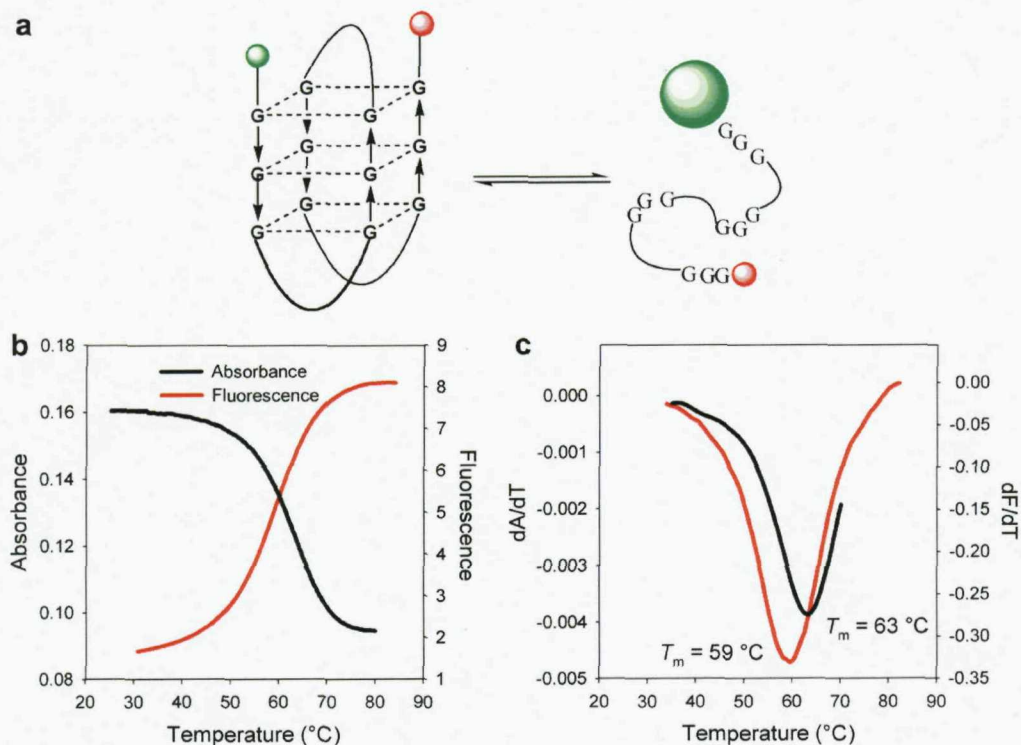 a
G G
G G
G G
G G
G G
G G
G G G
G G G
G G G
G G G
b
0.18
0.16
0.14
0.12
0.10
0.08
Absorbance
Absorbance
Fluorescence
9
8
7
6
5
4
3
2
1
Fluorescence
20 30 40 50 60 70 80 90
Temperature (°C)
c
0.000
-0.001
-0.002
-0.003
-0.004
-0.005
dA/dT
Tm = 59 °C
Tm = 63 °C
0.00
-0.05
-0.10
-0.15
-0.20
-0.25
-0.30
-0.35
dF/dT
20 30 40 50 60 70 80 90
Temperature (°C)